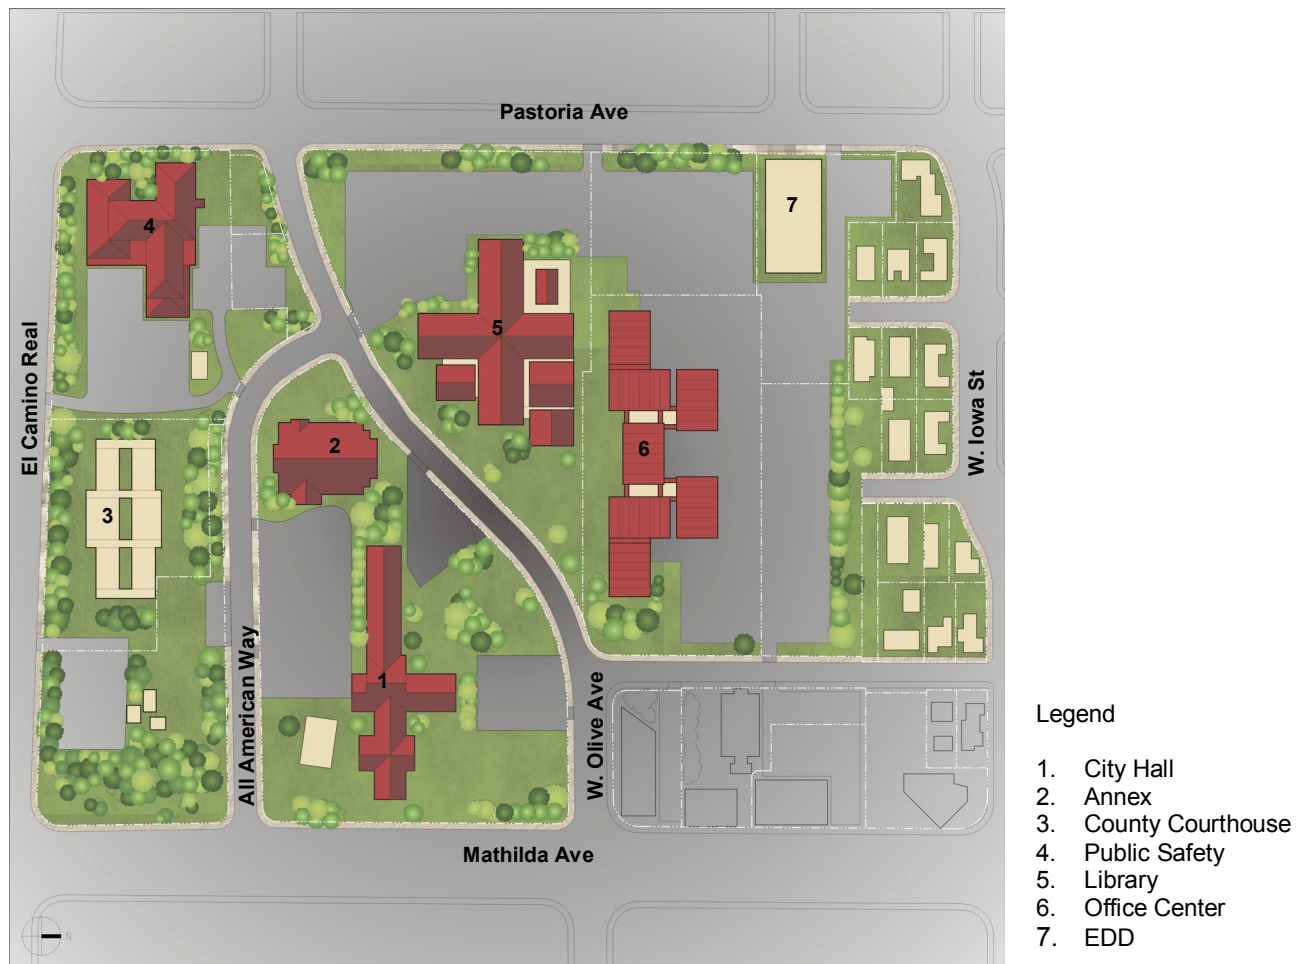 Pastoria Ave
4
7
5
El Camino Real
2
6
W. Iowa St
3
1
All American Way
W. Olive Ave
Mathilda Ave
N
Legend
1. City Hall
2. Annex
3. County Courthouse
4. Public Safety
5. Library
6. Office Center
7. EDD